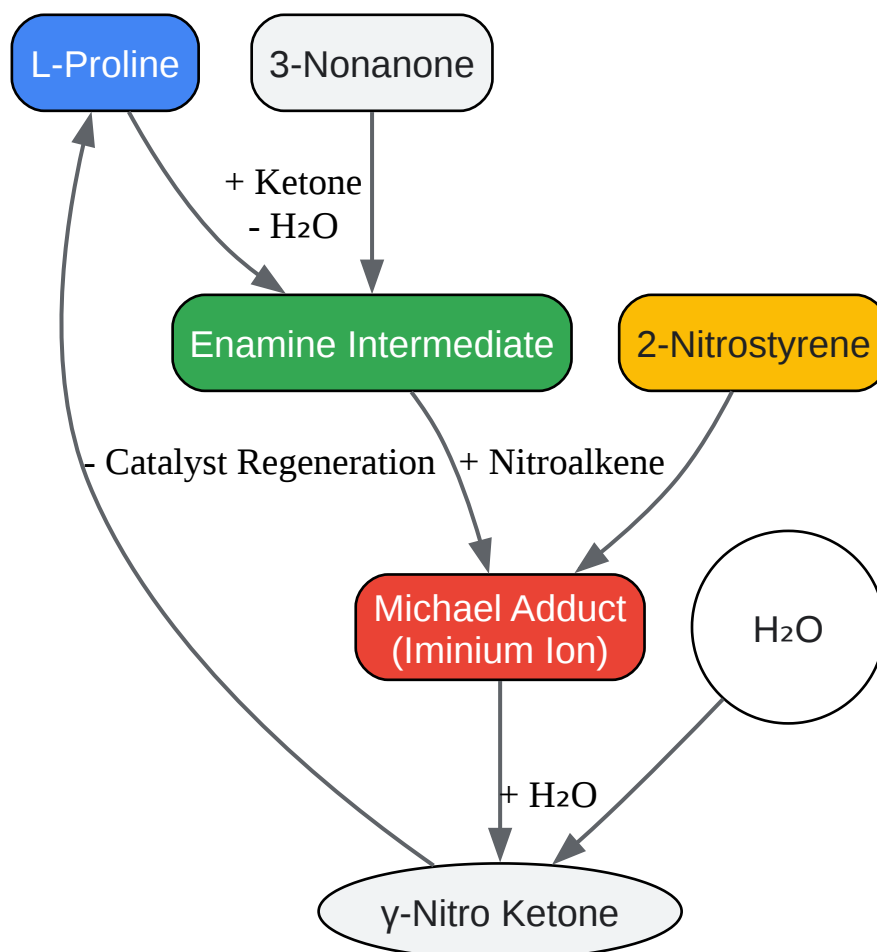 L-Proline
3-Nonanone
+ Ketone
- H₂O
Enamine Intermediate
2-Nitrostyrene
- Catalyst Regeneration
+ Nitroalkene
Michael Adduct
(Iminium Ion)
H₂O
+ H₂O
γ-Nitro Ketone